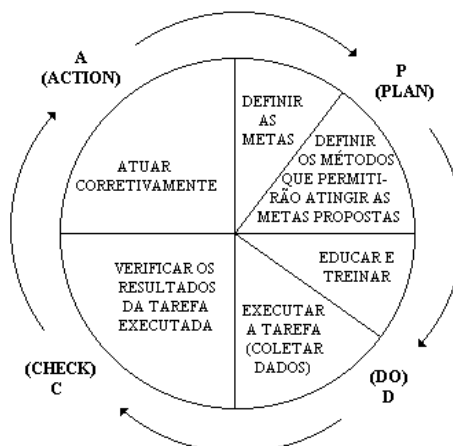 A
(ACTION)
P
(PLAN)
DEFINIR
AS
METAS
DEFINIR
OS MÉTODOS
QUE PERMITI-
RÃO ATINGIR AS
METAS PROPOSTAS
ATUAR
CORRETIVAMENTE
EDUCAR E
TREINAR
VERIFICAR OS
RESULTADOS
DA TAREFA
EXECUTADA
EXECUTAR
A TAREFA
(COLETAR
DADOS)
(CHECK)
C
(DO)
D